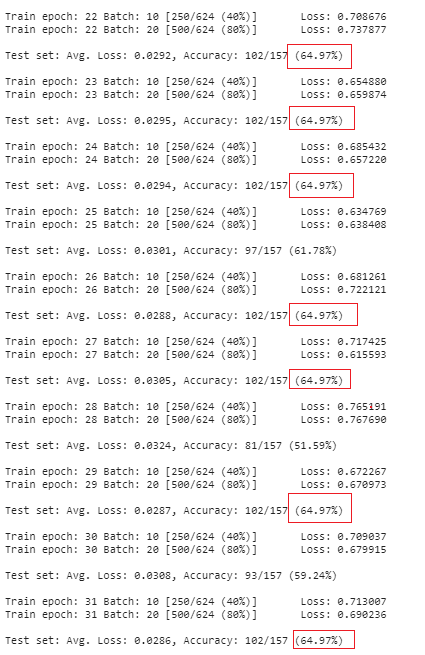 Train epoch: 22 Batch: 10 [250/624 (40%)] Loss: 0.708676
Train epoch: 22 Batch: 20 [500/624 (80%)] Loss: 0.737877
Test set: Avg. Loss: 0.0292, Accuracy: 102/157 (64.97%)
Train epoch: 23 Batch: 10 [250/624 (40%)] Loss: 0.654880
Train epoch: 23 Batch: 20 [500/624 (80%)] Loss: 0.659874
Test set: Avg. Loss: 0.0295, Accuracy: 102/157 (64.97%)
Train epoch: 24 Batch: 10 [250/624 (40%)] Loss: 0.685432
Train epoch: 24 Batch: 20 [500/624 (80%)] Loss: 0.657220
Test set: Avg. Loss: 0.0294, Accuracy: 102/157 (64.97%)
Train epoch: 25 Batch: 10 [250/624 (40%)] Loss: 0.634769
Train epoch: 25 Batch: 20 [500/624 (80%)] Loss: 0.638408
Test set: Avg. Loss: 0.0301, Accuracy: 97/157 (61.78%)
Train epoch: 26 Batch: 10 [250/624 (40%)] Loss: 0.681261
Train epoch: 26 Batch: 20 [500/624 (80%)] Loss: 0.722121
Test set: Avg. Loss: 0.0288, Accuracy: 102/157 (64.97%)
Train epoch: 27 Batch: 10 [250/624 (40%)] Loss: 0.717425
Train epoch: 27 Batch: 20 [500/624 (80%)] Loss: 0.615593
Test set: Avg. Loss: 0.0305, Accuracy: 102/157 (64.97%)
Train epoch: 28 Batch: 10 [250/624 (40%)] Loss: 0.765191
Train epoch: 28 Batch: 20 [500/624 (80%)] Loss: 0.767690
Test set: Avg. Loss: 0.0324, Accuracy: 81/157 (51.59%)
Train epoch: 29 Batch: 10 [250/624 (40%)] Loss: 0.672267
Train epoch: 29 Batch: 20 [500/624 (80%)] Loss: 0.670973
Test set: Avg. Loss: 0.0287, Accuracy: 102/157 (64.97%)
Train epoch: 30 Batch: 10 [250/624 (40%)] Loss: 0.709037
Train epoch: 30 Batch: 20 [500/624 (80%)] Loss: 0.679915
Test set: Avg. Loss: 0.0308, Accuracy: 93/157 (59.24%)
Train epoch: 31 Batch: 10 [250/624 (40%)] Loss: 0.713007
Train epoch: 31 Batch: 20 [500/624 (80%)] Loss: 0.690236
Test set: Avg. Loss: 0.0286, Accuracy: 102/157 (64.97%)